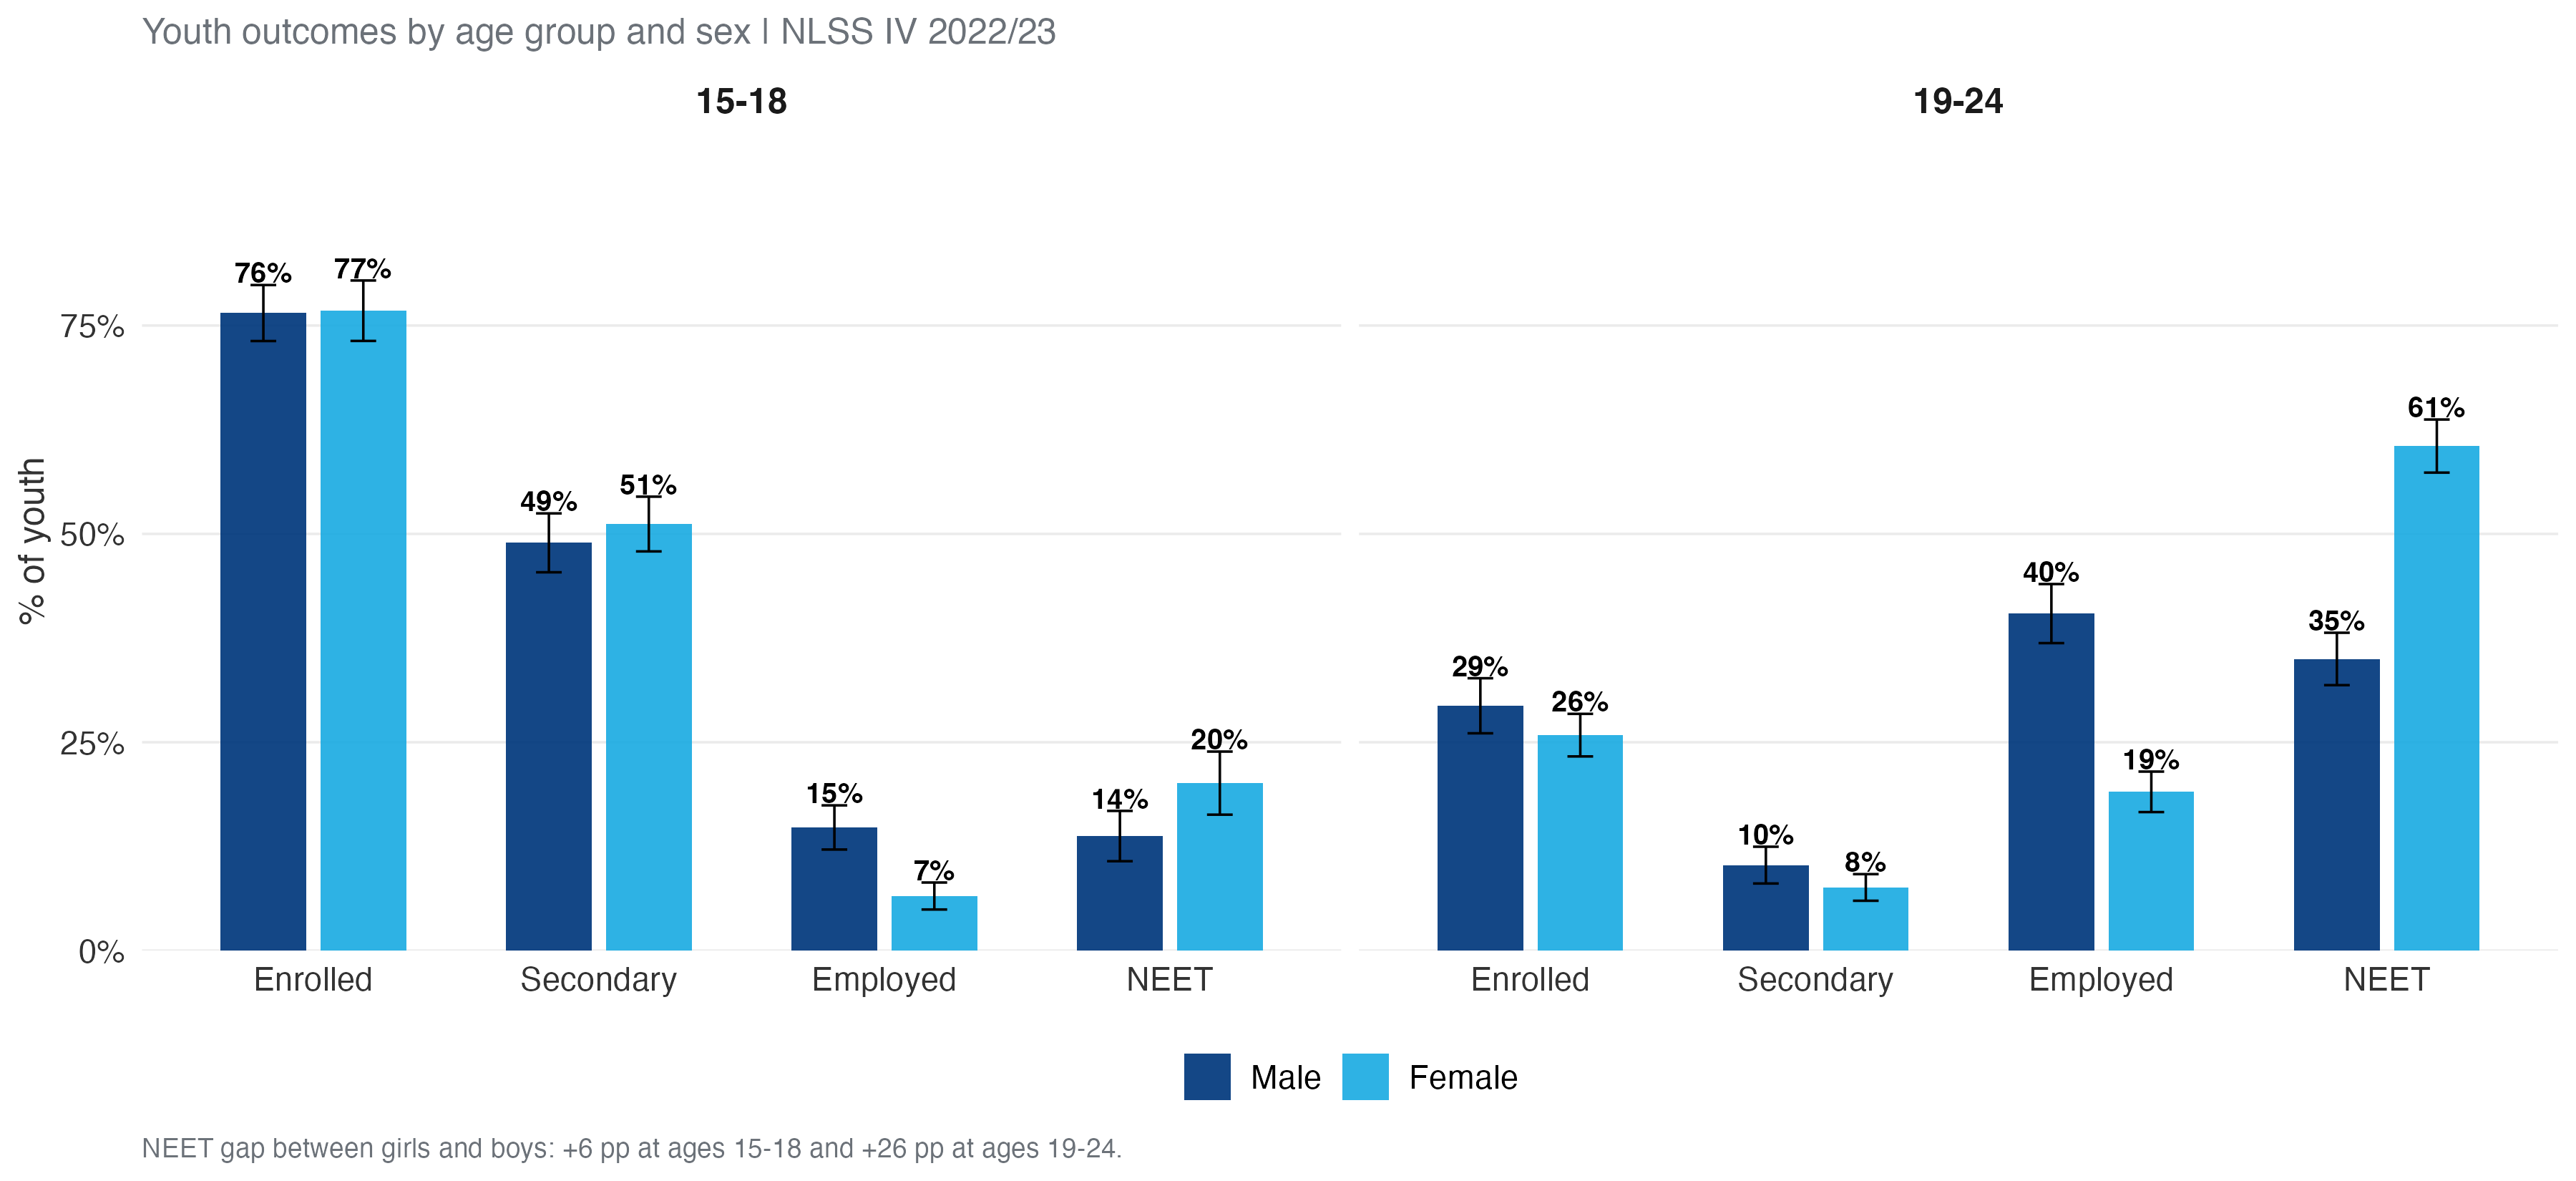 Youth outcomes by age group and sex | NLSS IV 2022/23
15-18
19-24
% of youth
75%
50%
25%
0%
76%
77%
49%
51%
15%
7%
14%
20%
29%
26%
10%
8%
40%
19%
35%
61%
Enrolled
Secondary
Employed
NEET
Enrolled
Secondary
Employed
NEET
Male
Female
NEET gap between girls and boys: +6 pp at ages 15-18 and +26 pp at ages 19-24.